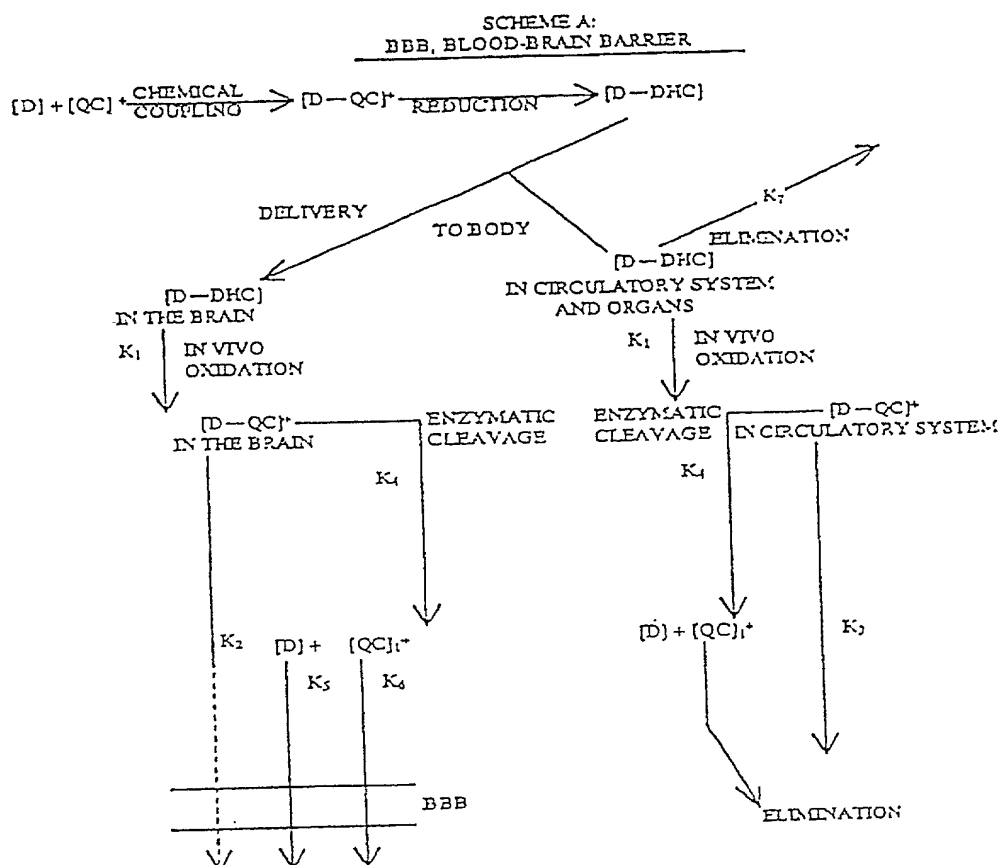 SCHEME A:
BBB, BLOOD-BRAIN BARRIER
[D] + [QC]⁺ CHEMICAL COUPLING [D—QC]⁺ REDUCTION [D—DHC]
K₇
DELIVERY
TO BODY
ELIMINATION
[D—DHC]
IN CIRCULATORY SYSTEM
AND ORGANS
[D—DHC]
IN THE BRAIN
K₁
IN VIVO
OXIDATION
K₁
IN VIVO
OXIDATION
[D—QC]⁺
IN THE BRAIN
ENZYMATIC
CLEAVAGE
ENZYMATIC
CLEAVAGE
[D—QC]⁺
IN CIRCULATORY SYSTEM
K₄
K₄
K₂
[D] + [QC]₁⁺
K₅
K₆
[D] + [QC]₁⁺
K₃
BBB
ELIMINATION